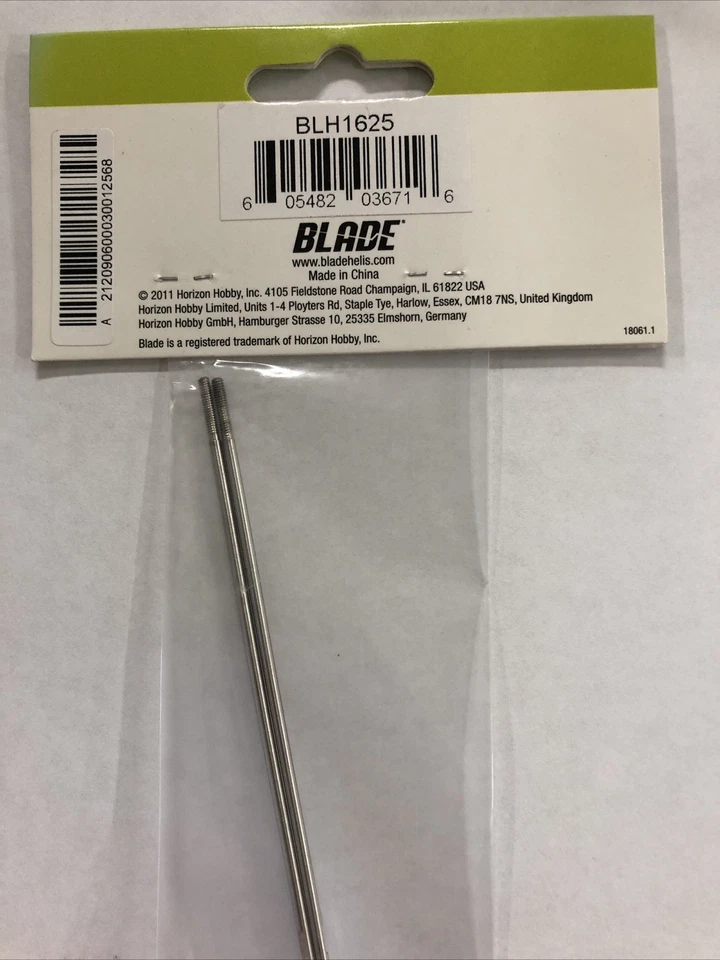 BLH1625
6 05482 03671 6
A 2120906000030012568
BLADE
www.bladehelis.com
Made in China
© 2011 Horizon Hobby, Inc. 4105 Fieldstone Road Champaign, IL 61822 USA
Horizon Hobby Limited, Units 1-4 Ployters Rd, Staple Tye, Harlow, Essex, CM18 7NS, United Kingdom
Horizon Hobby GmbH, Hamburger Strasse 10, 25335 Elmshorn, Germany
18061.1
Blade is a registered trademark of Horizon Hobby, Inc.